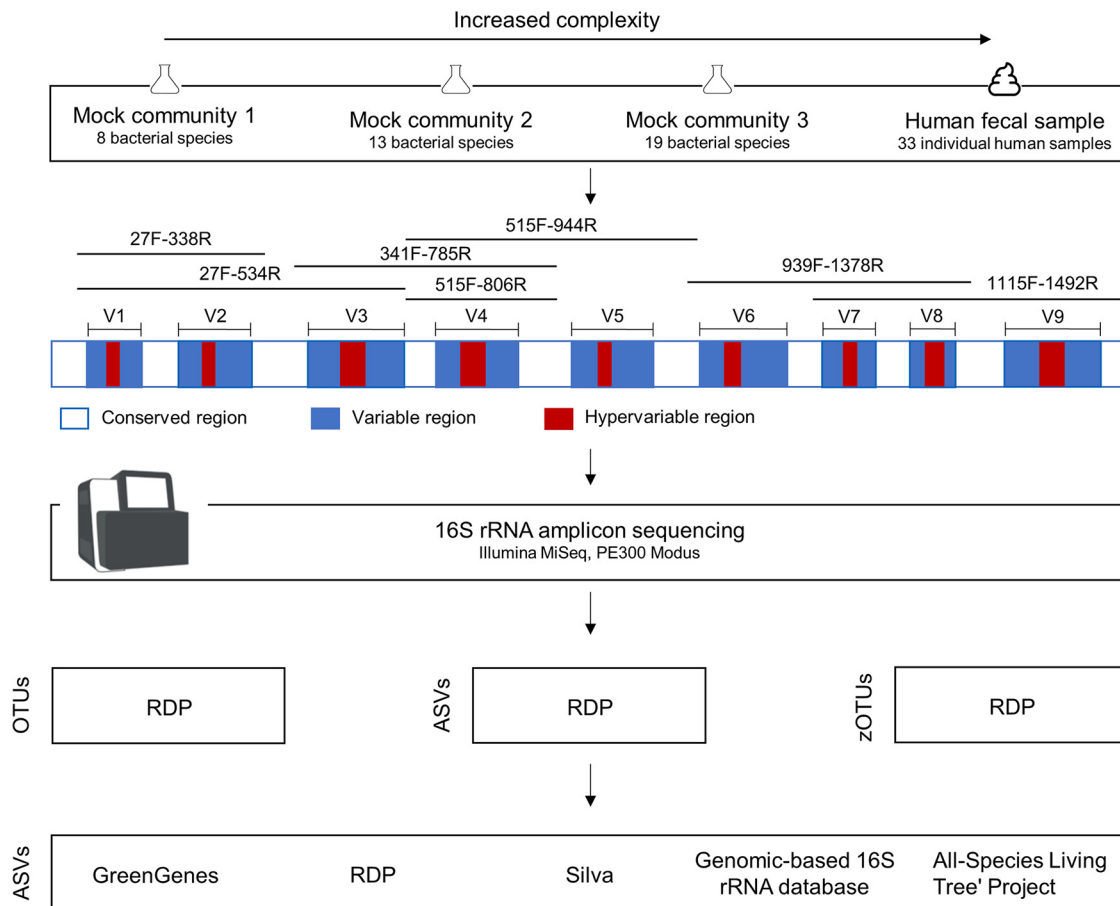 Increased complexity
Mock community 1
8 bacterial species
Mock community 2
13 bacterial species
Mock community 3
19 bacterial species
Human fecal sample
33 individual human samples
515F-944R
27F-338R
341F-785R
939F-1378R
27F-534R
515F-806R
1115F-1492R
V1
V2
V3
V4
V5
V6
V7
V8
V9
Conserved region
Variable region
Hypervariable region
16S rRNA amplicon sequencing
Illumina MiSeq, PE300 Modus
OTUs
RDP
ASVs
RDP
zOTUs
RDP
ASVs
GreenGenes
RDP
Silva
Genomic-based 16S
rRNA database
All-Species Living
Tree' Project